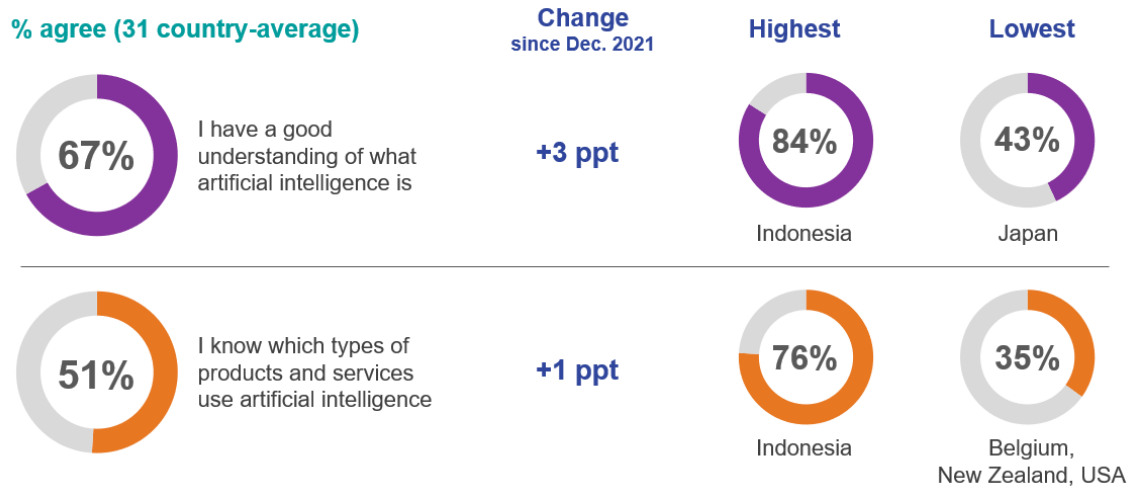 % agree (31 country-average)
Change
since Dec. 2021
Highest
Lowest
67%
I have a good
understanding of what
artificial intelligence is
+3 ppt
84%
Indonesia
43%
Japan
51%
I know which types of
products and services
use artificial intelligence
+1 ppt
76%
Indonesia
35%
Belgium,
New Zealand, USA